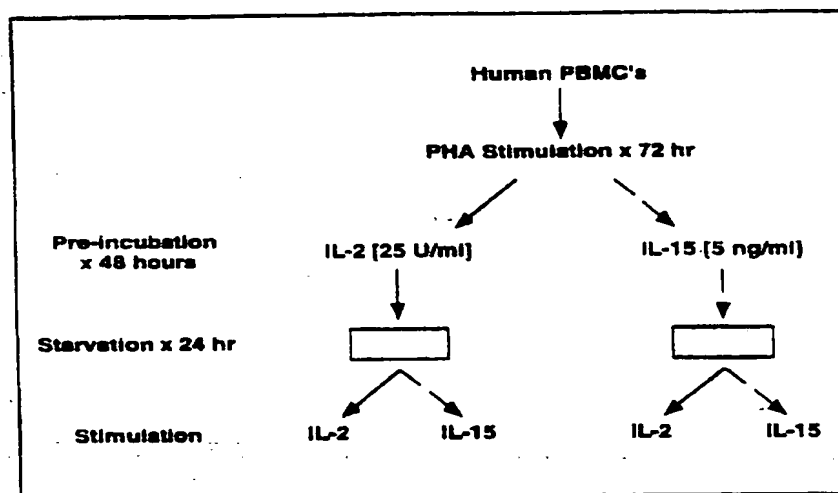 Human PBMC's
PHA Stimulation x 72 hr
Pre-incubation
x 48 hours
IL-2 [25 U/ml]
IL-15 [5 ng/ml]
Starvation x 24 hr
Stimulation
IL-2
IL-15
IL-2
IL-15